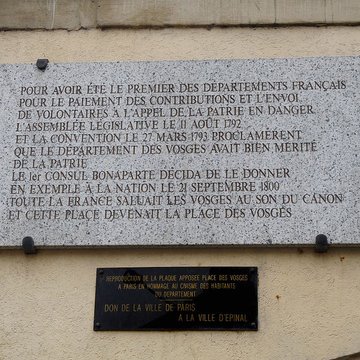 POUR AVOIR ÉTÉ LE PREMIER DES DÉPARTEMENTS FRANÇAIS
POUR LE PAIEMENT DES CONTRIBUTIONS ET L'ENVOI
DE VOLONTAIRES À L'APPEL DE LA PATRIE EN DANGER
L'ASSEMBLÉE LÉGISLATIVE LE 11 AOÛT 1792
ET LA CONVENTION LE 27 MARS 1793 PROCLAMÈRENT
QUE LE DÉPARTEMENT DES VOSGES AVAIT BIEN MÉRITÉ
DE LA PATRIE
LE 1er CONSUL BONAPARTE DÉCIDA DE LE DONNER
EN EXEMPLE À LA NATION LE 21 SEPTEMBRE 1800
TOUTE LA FRANCE SALUAIT LES VOSGES AU SON DU CANON
ET CETTE PLACE DEVENAIT LA PLACE DES VOSGES
REPRODUCTION DE LA PLAQUE APPOSÉE PLACE DES VOSGES
A PARIS EN HOMMAGE AU CIVISME DES HABITANTS
DU DÉPARTEMENT
DON DE LA VILLE DE PARIS
A LA VILLE D'ÉPINAL